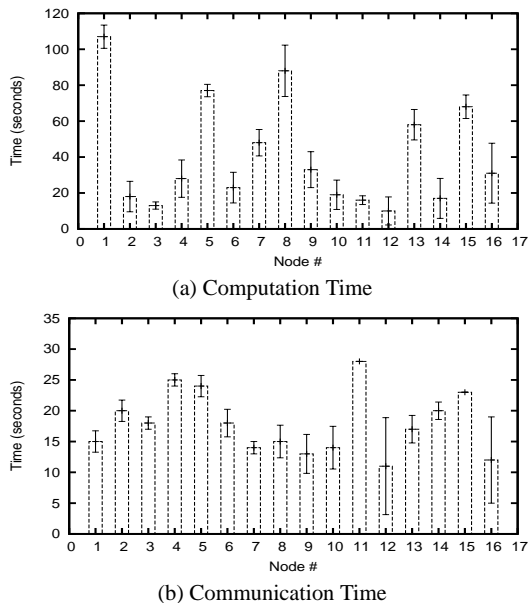 120
100
80
60
40
20
0
Time (seconds)
0 1 2 3 4 5 6 7 8 9 10 11 12 13 14 15 16 17
Node #
(a) Computation Time
35
30
25
20
15
10
5
0
Time (seconds)
0 1 2 3 4 5 6 7 8 9 10 11 12 13 14 15 16 17
Node #
(b) Communication Time